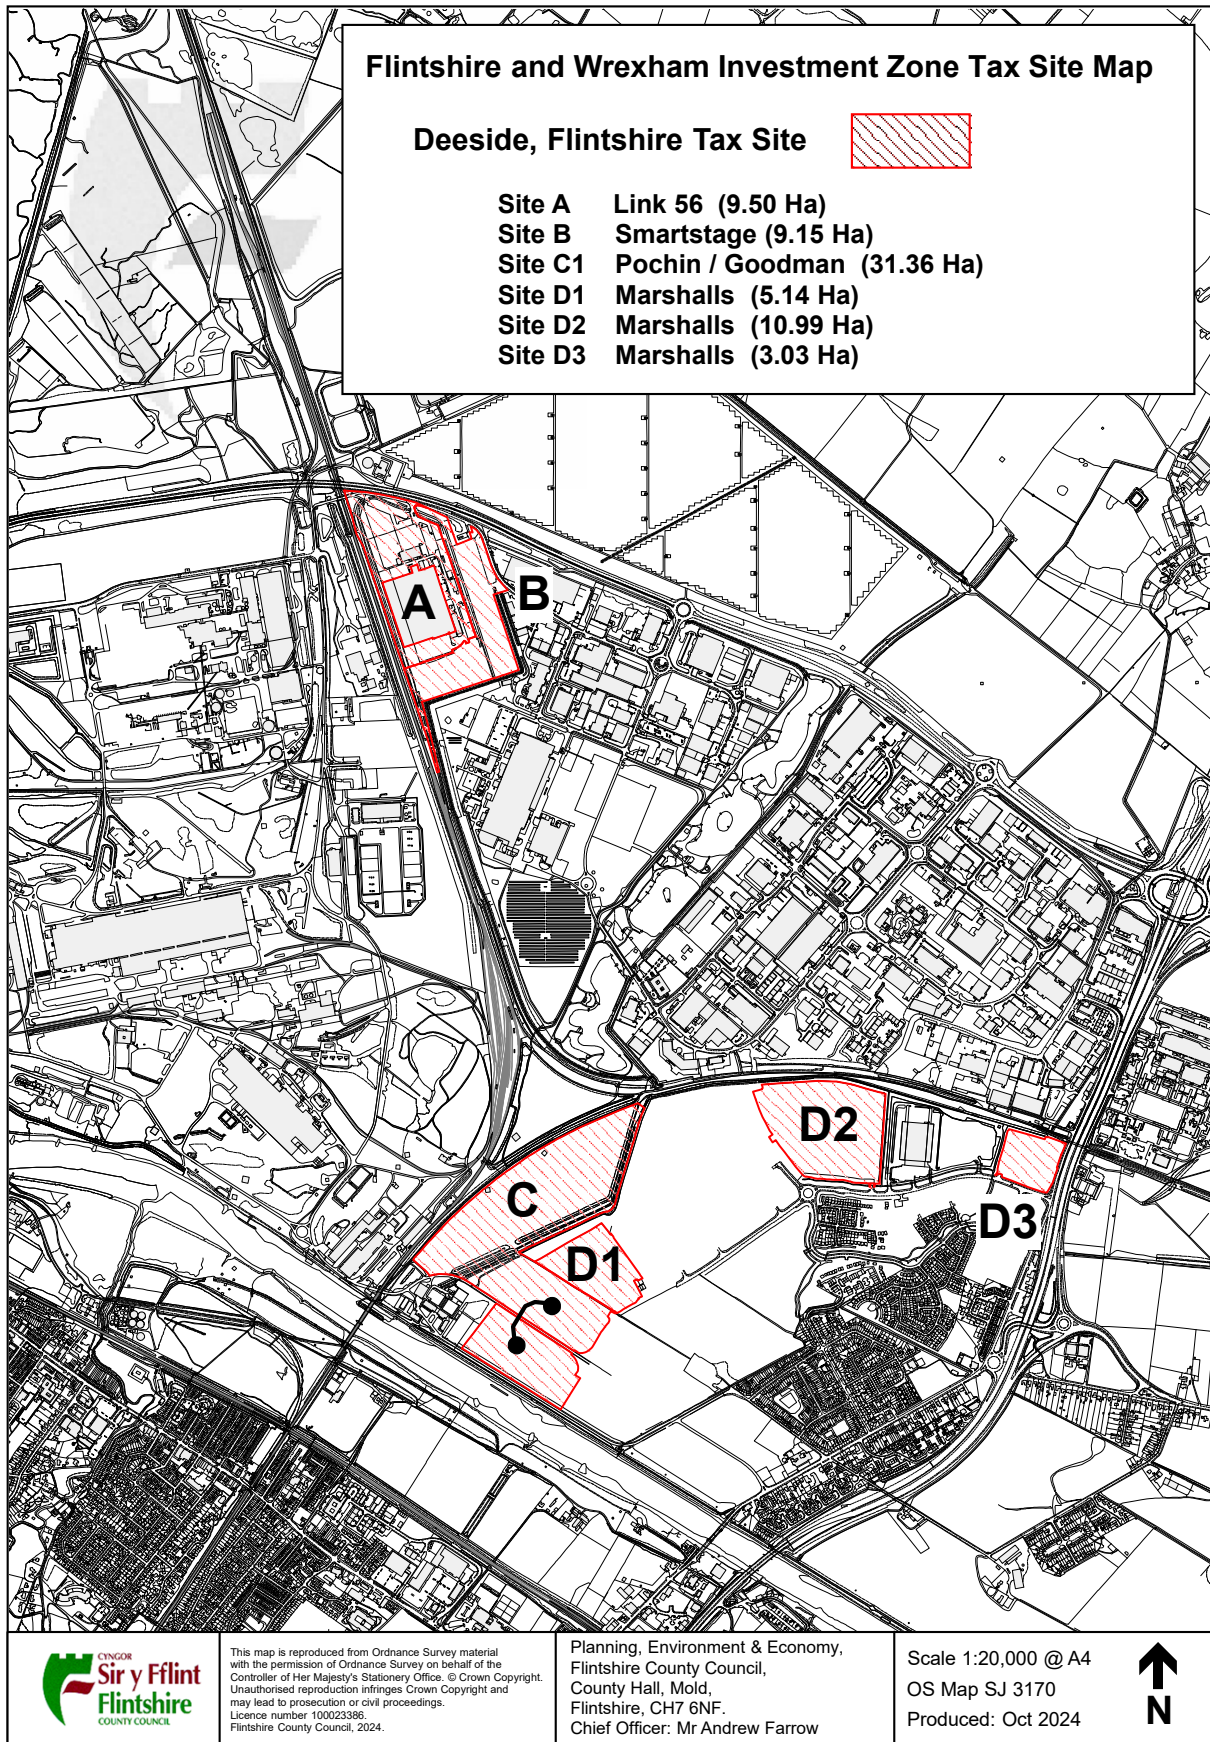 Flintshire and Wrexham Investment Zone Tax Site Map
Deeside, Flintshire Tax Site
Site A Link 56 (9.50 Ha)
Site B Smartstage (9.15 Ha)
Site C1 Pochin / Goodman (31.36 Ha)
Site D1 Marshalls (5.14 Ha)
Site D2 Marshalls (10.99 Ha)
Site D3 Marshalls (3.03 Ha)
A
B
D2
C
D3
D1
CYNGOR
Sir y Fflint
Flintshire
COUNTY COUNCIL
This map is reproduced from Ordnance Survey material
with the permission of Ordnance Survey on behalf of the
Controller of Her Majesty's Stationery Office. © Crown Copyright.
Unauthorised reproduction infringes Crown Copyright and
may lead to prosecution or civil proceedings.
Licence number 100023386.
Flintshire County Council, 2024.
Planning, Environment & Economy,
Flintshire County Council,
County Hall, Mold,
Flintshire, CH7 6NF.
Chief Officer: Mr Andrew Farrow
Scale 1:20,000 @ A4
OS Map SJ 3170
Produced: Oct 2024
N